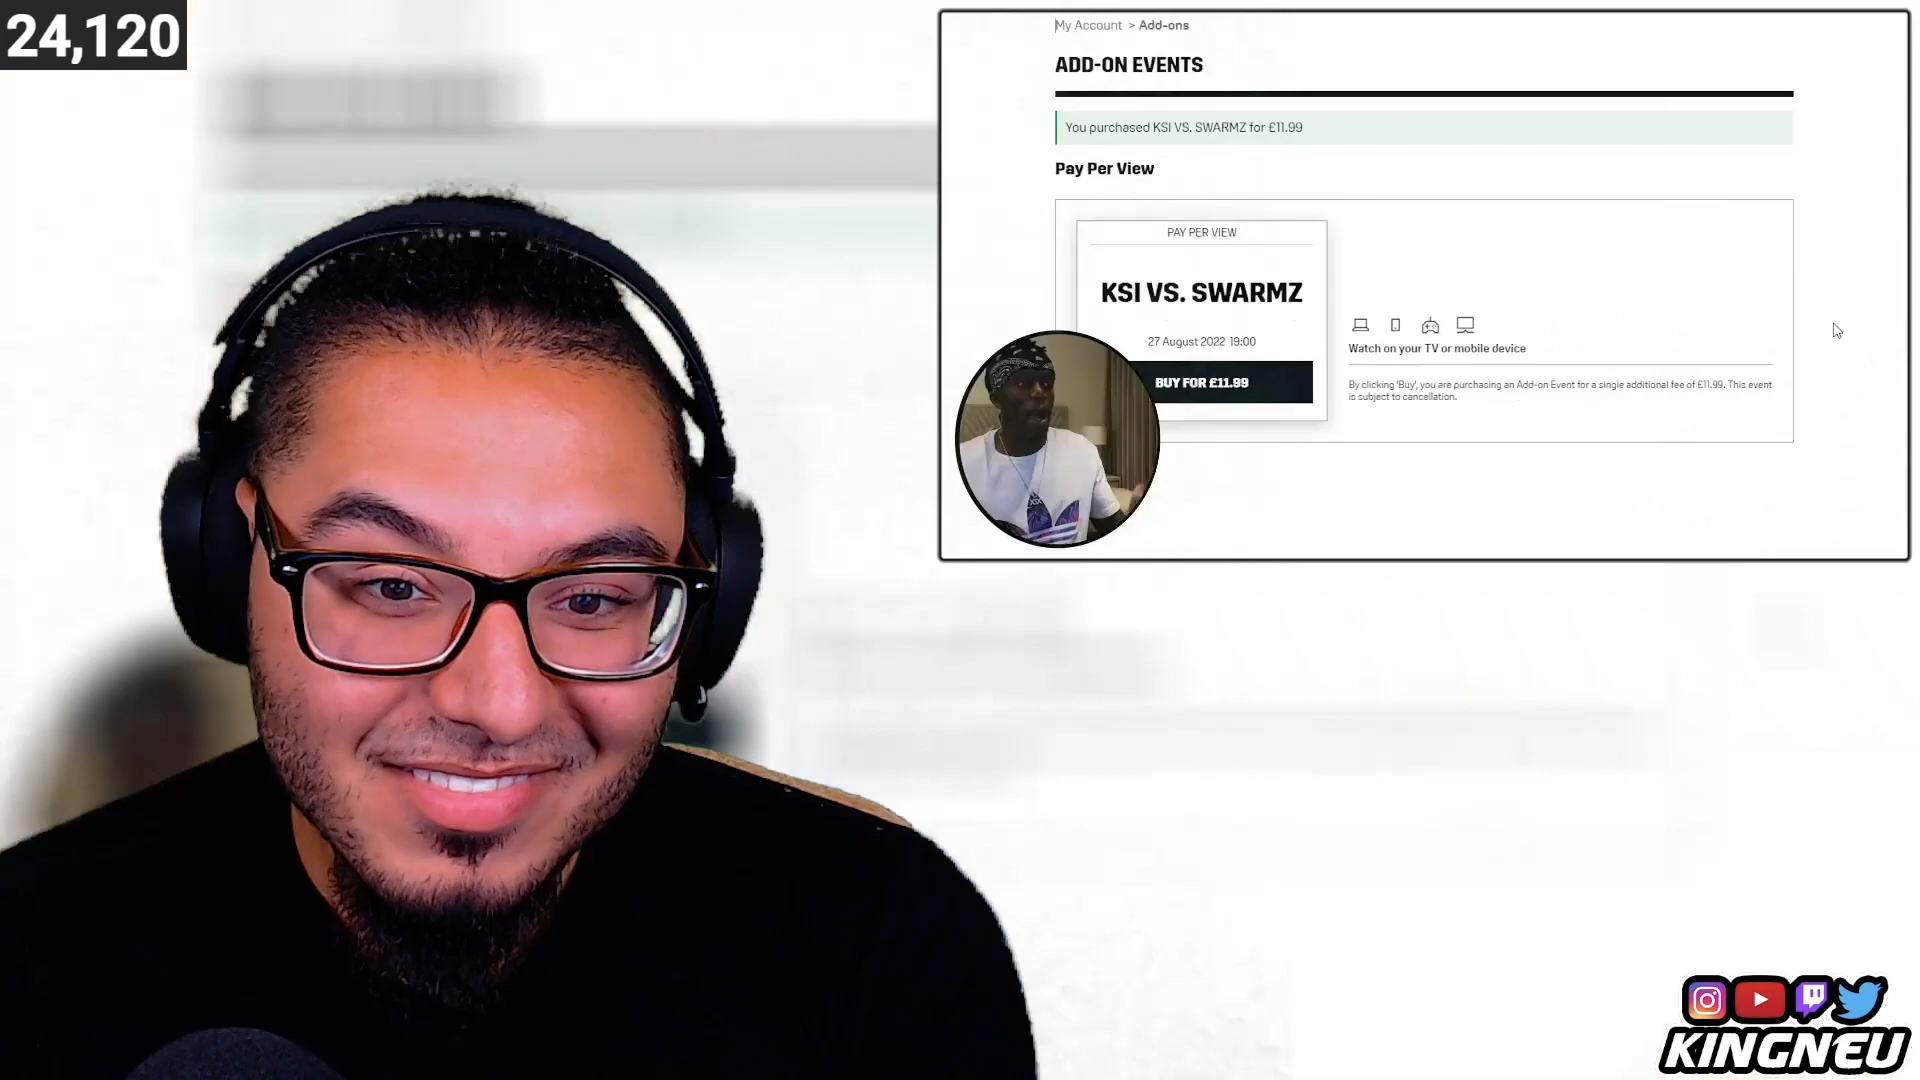 24,120
My Account > Add-ons
ADD-ON EVENTS
You purchased KSI VS. SWARMZ for £11.99
Pay Per View
PAY PER VIEW
KSI VS. SWARMZ
27 August 2022 19:00
BUY FOR £11.99
Watch on your TV or mobile device
By clicking 'Buy', you are purchasing an Add-on Event for a single additional fee of £11.99. This event
is subject to cancellation.
KINGNEU